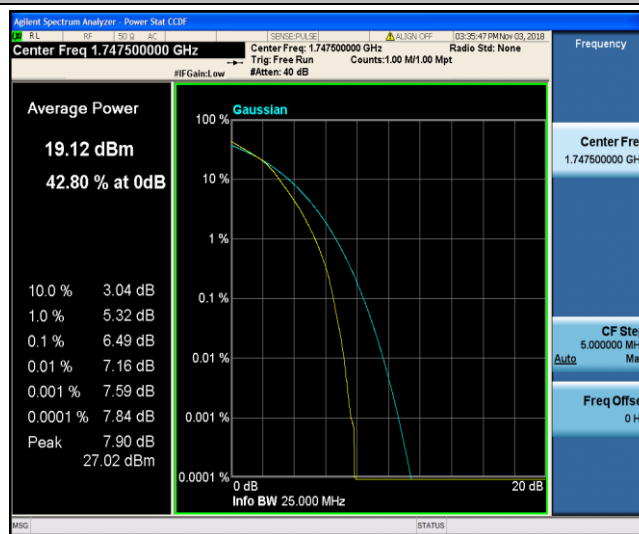 Agilent Spectrum Analyzer - Power Stat CCDF
RL RF 50 Ω AC SENSE:PULSE ALIGN OFF 03:35:47 PM Nov 03, 2018
Center Freq 1.747500000 GHz
Center Freq: 1.747500000 GHz Radio Std: None
Trig: Free Run Counts:1.00 M/1.00 Mpt
#IFGain:Low #Atten: 40 dB
Frequency
Average Power
19.12 dBm
42.80 % at 0dB
10.0 % 3.04 dB
1.0 % 5.32 dB
0.1 % 6.49 dB
0.01 % 7.16 dB
0.001 % 7.59 dB
0.0001 % 7.84 dB
Peak 7.90 dB
27.02 dBm
Gaussian
100 %
10 %
1 %
0.1 %
0.01 %
0.001 %
0.0001 %
0 dB 20 dB
Info BW 25.000 MHz
Center Fre
1.747500000 GH
CF Ste
5.000000 MH
Auto Ma
Freq Offse
0 H
MSG STATUS